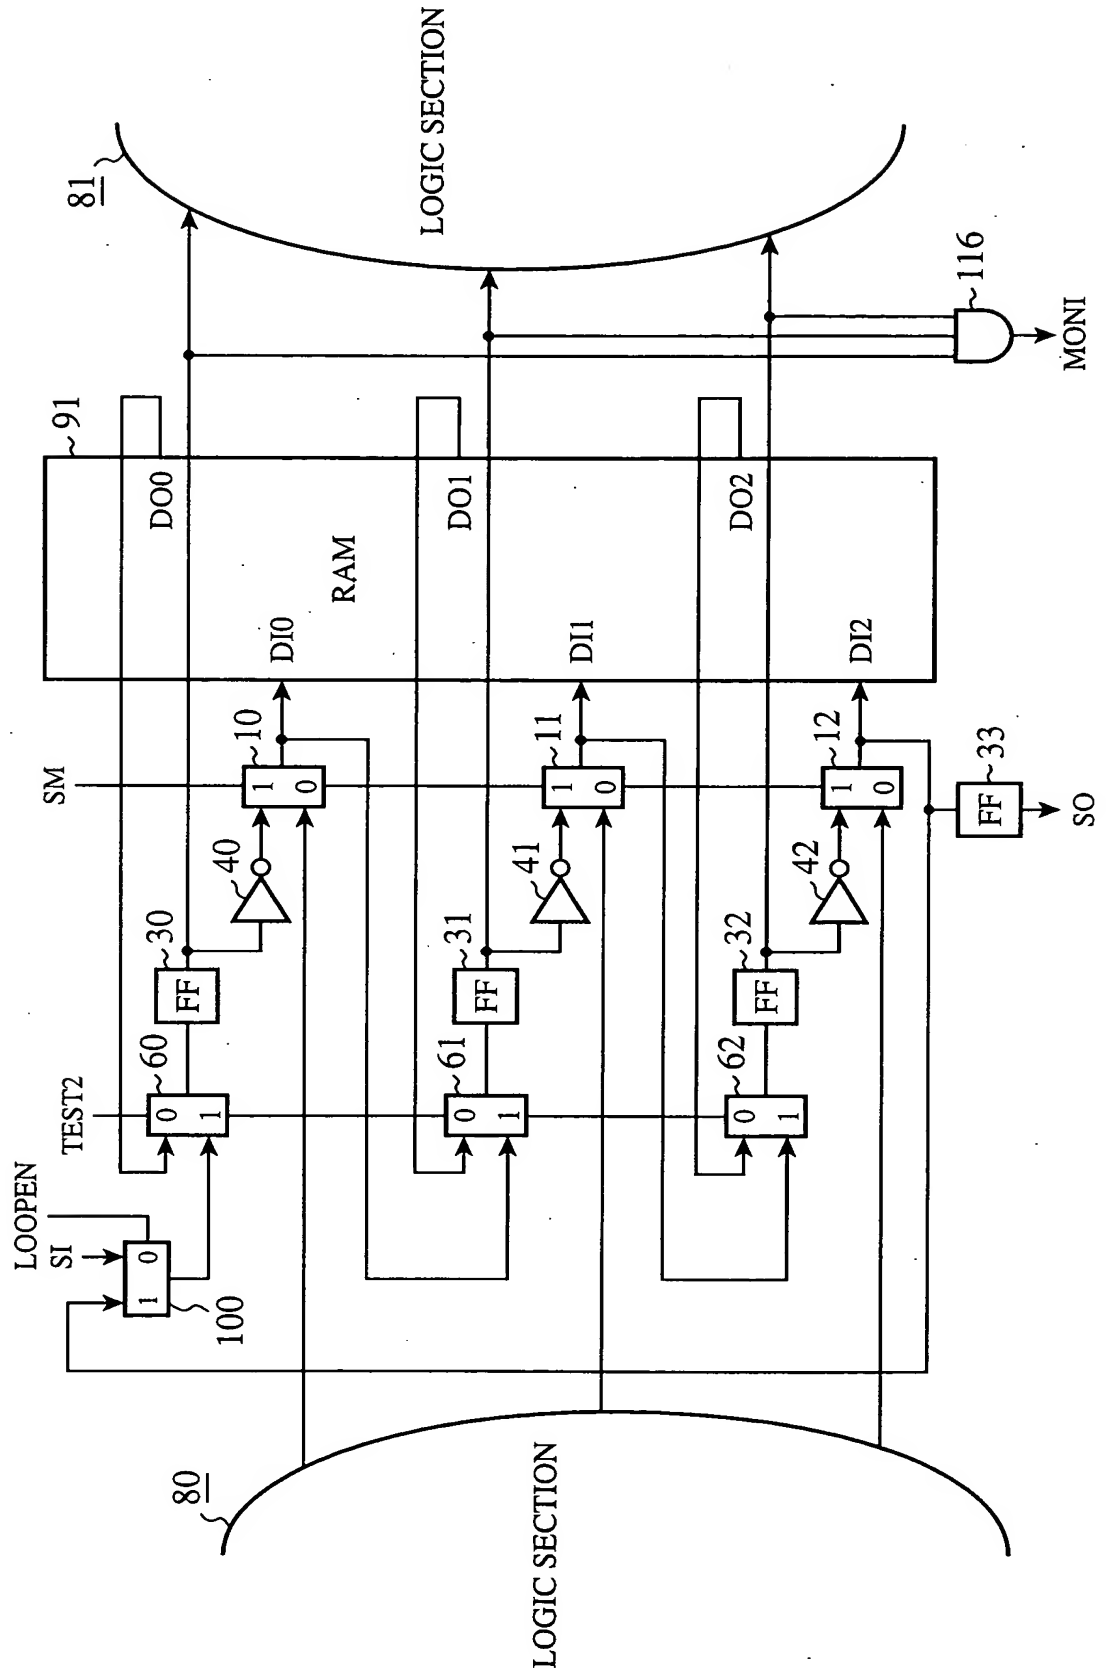 LOGIC SECTION
81
116
MONI
91
DO0
DO1
DO2
RAM
DI0
DI1
DI2
SM
10
1
0
11
1
0
12
1
0
33
FF
SO
40
41
42
30
FF
31
FF
32
FF
TEST2
60
0
1
61
0
1
62
0
1
LOOPEN
SI
1
0
100
80
LOGIC SECTION